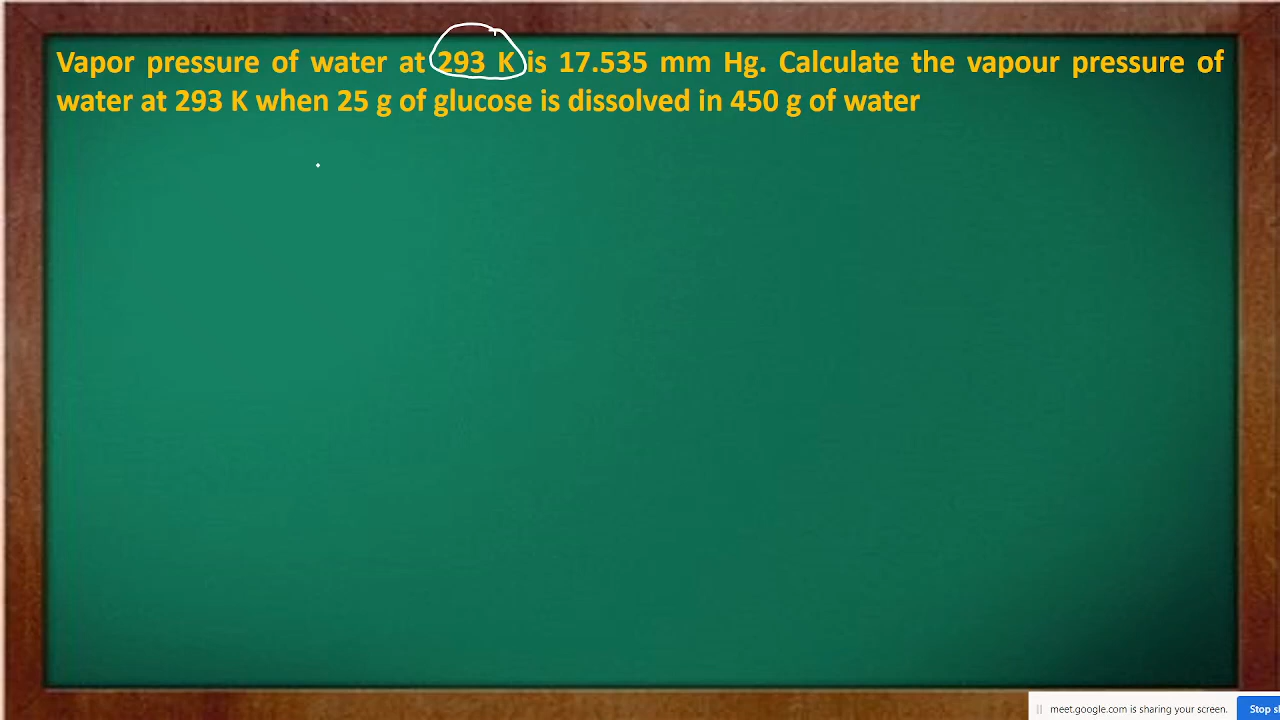 Vapor pressure of water at 293 K is 17.535 mm Hg. Calculate the vapour pressure of
water at 293 K when 25 g of glucose is dissolved in 450 g of water
meet.google.com is sharing your screen.
Stop